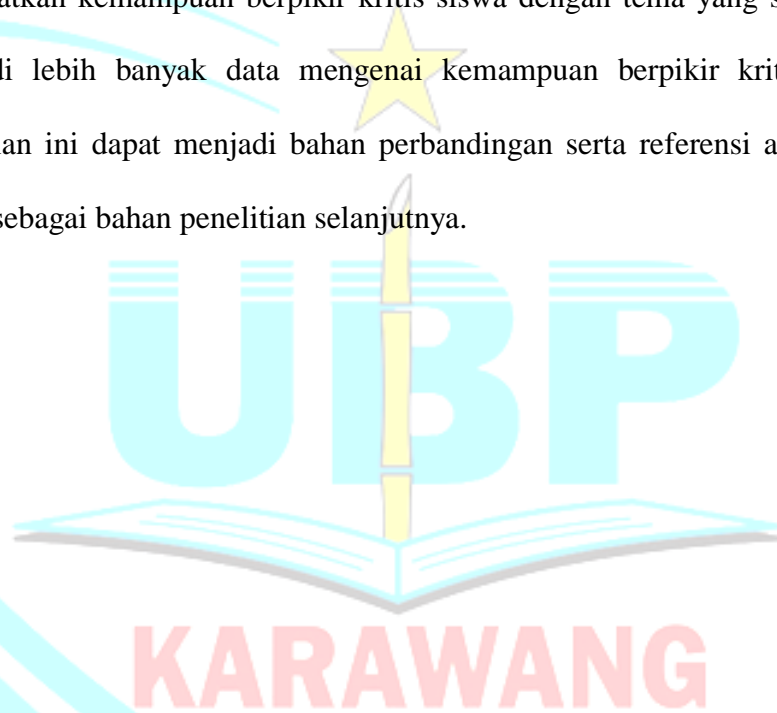 atkan kemampuan berpikir kritis siswa dengan tema yang s
di lebih banyak data mengenai kemampuan berpikir krit
an ini dapat menjadi bahan perbandingan serta referensi a
sebagai bahan penelitian selanjutnya.
UBP
KARAWANG